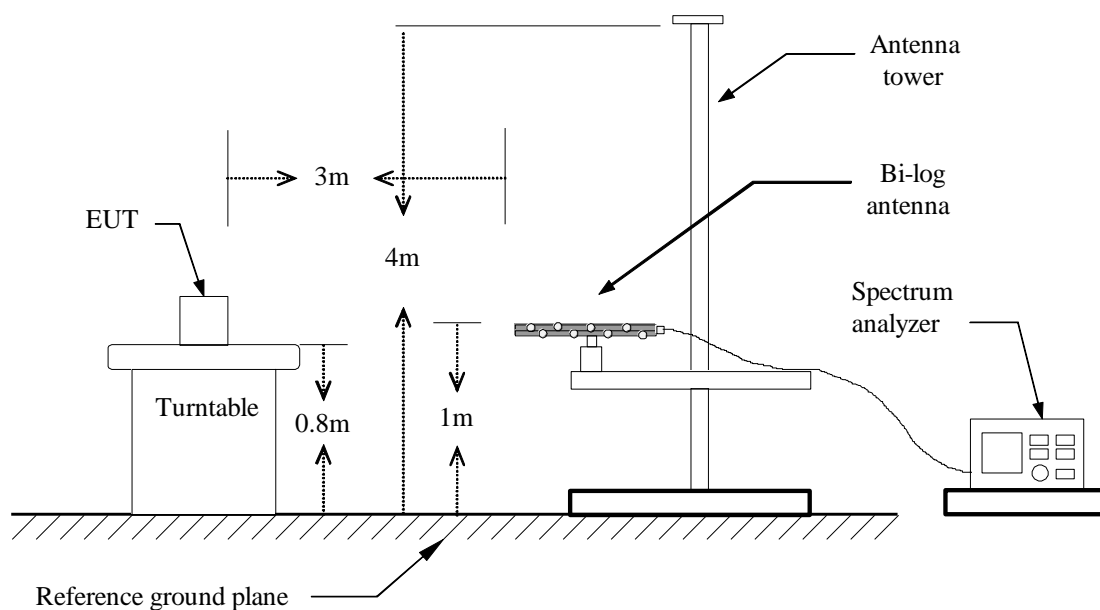 Antenna
tower
3m
Bi-log
antenna
EUT
4m
Spectrum
analyzer
Turntable
0.8m
1m
Reference ground plane